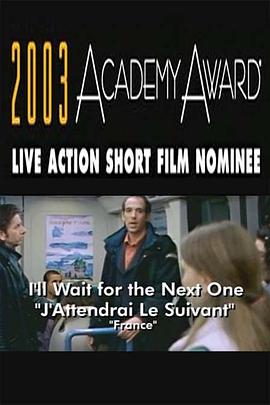 2003 ACADEMY AWARD®
LIVE ACTION SHORT FILM NOMINEE
I'll Wait for the Next One
"J'Attendrai Le Suivant"
"France"